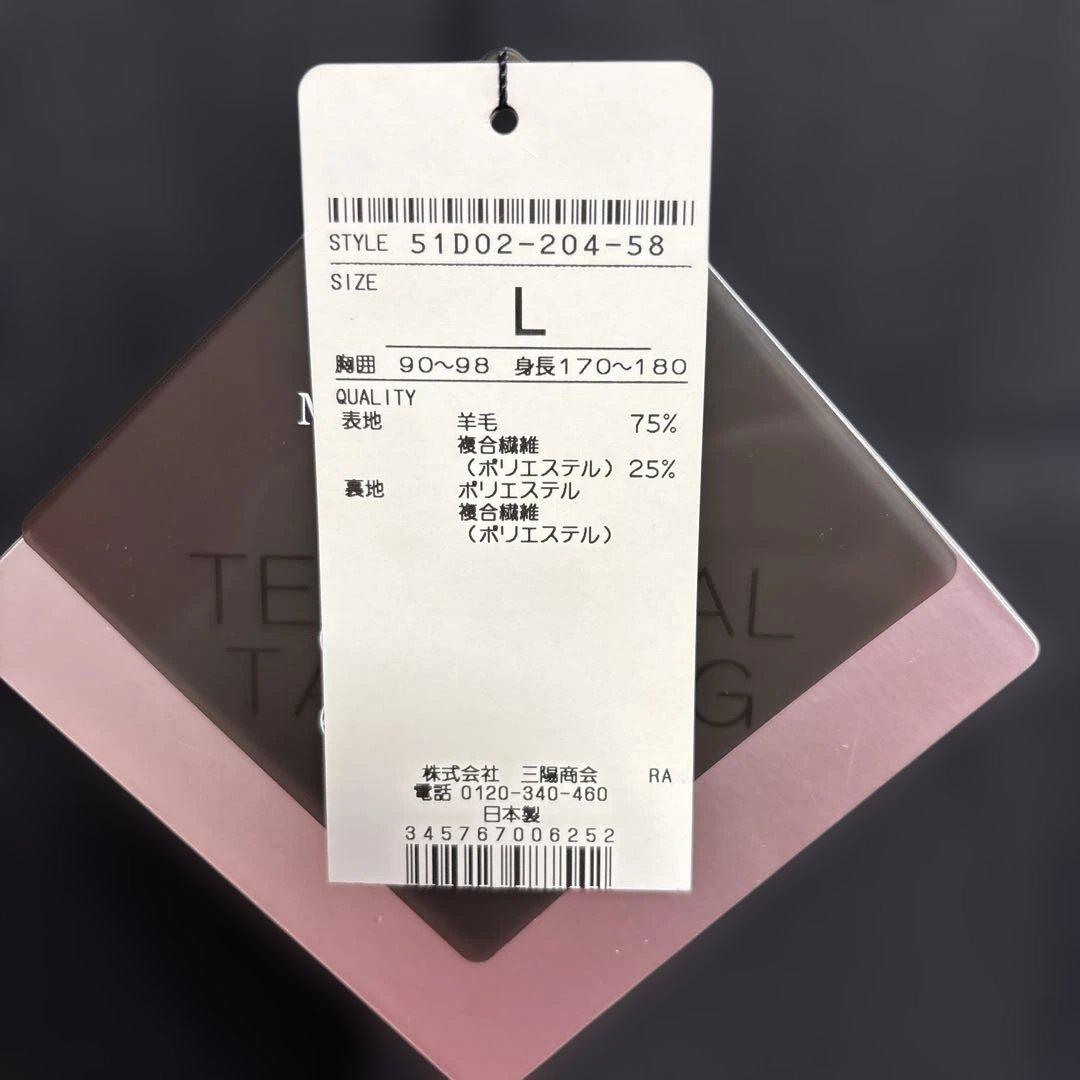 STYLE 51D02-204-58
SIZE
L
胸囲 90〜98 身長170〜180
QUALITY
表地 羊毛 75%
複合繊維
(ポリエステル) 25%
裏地 ポリエステル
複合繊維
(ポリエステル)
株式会社 三陽商会 RA
電話 0120-340-460
日本製
345767006252